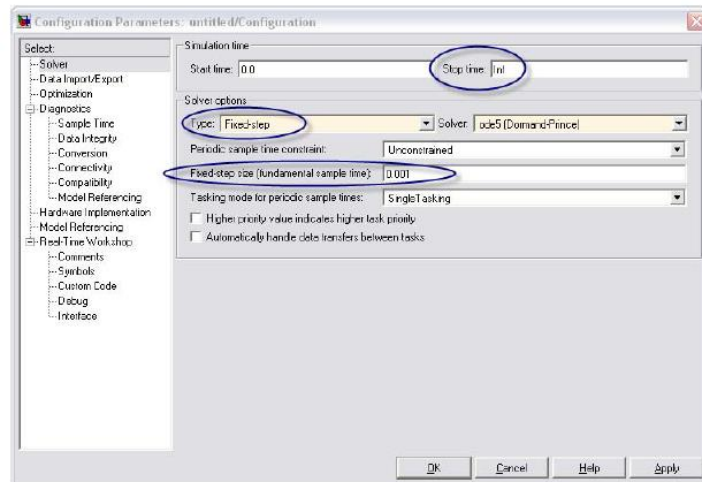 Configuration Parameters: untitled/Configuration
Select:
Solver
Data Import/Export
Optimization
Diagnostics
Sample Time
Data Integrity
Conversion
Connectivity
Compatibility
Model Referencing
Hardware Implementation
Model Referencing
Real-Time Workshop
Comments
Symbols
Custom Code
Debug
Interface
Simulation time
Start time: 0.0 Stop time: Inf
Solver options
Type: Fixed-step Solver: ode5 (Dormand-Prince)
Periodic sample time constraint: Unconstrained
Fixed-step size (fundamental sample time): 0.001
Tasking mode for periodic sample times: SingleTasking
Higher priority value indicates higher task priority
Automatically handle data transfers between tasks
OK Cancel Help Apply